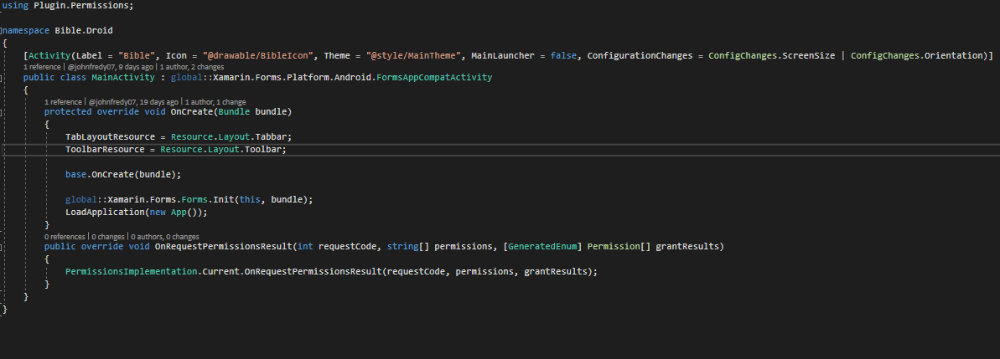 using Plugin.Permissions;
namespace Bible.Droid
{
[Activity(Label = "Bible", Icon = "@drawable/BibleIcon", Theme = "@style/MainTheme", MainLauncher = false, ConfigurationChanges = ConfigChanges.ScreenSize | ConfigChanges.Orientation)]
1 reference | @johnfredy07, 9 days ago | 1 author, 2 changes
public class MainActivity : global::Xamarin.Forms.Platform.Android.FormsAppCompatActivity
{
1 reference | @johnfredy07, 19 days ago | 1 author, 1 change
protected override void OnCreate(Bundle bundle)
{
TabLayoutResource = Resource.Layout.Tabbar;
ToolbarResource = Resource.Layout.Toolbar;
base.OnCreate(bundle);
global::Xamarin.Forms.Forms.Init(this, bundle);
LoadApplication(new App());
}
0 references | 0 changes | 0 authors, 0 changes
public override void OnRequestPermissionsResult(int requestCode, string[] permissions, [GeneratedEnum] Permission[] grantResults)
{
PermissionsImplementation.Current.OnRequestPermissionsResult(requestCode, permissions, grantResults);
}
}
}